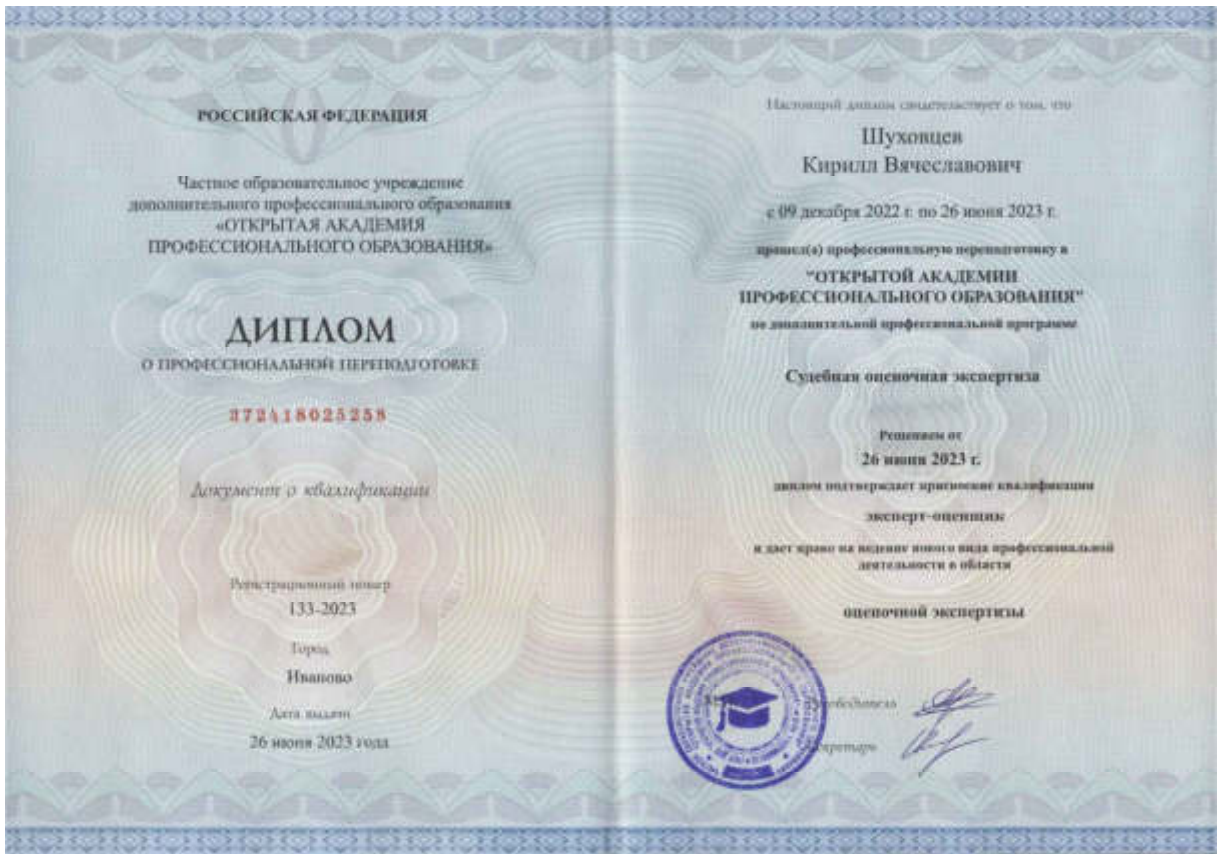 РОССИЙСКАЯ ФЕДЕРАЦИЯ
Частное образовательное учреждение
дополнительного профессионального образования
«ОТКРЫТАЯ АКАДЕМИЯ
ПРОФЕССИОНАЛЬНОГО ОБРАЗОВАНИЯ»
ДИПЛОМ
О ПРОФЕССИОНАЛЬНОЙ ПЕРЕПОДГОТОВКЕ
372418025258
Документ о квалификации
Регистрационный номер
133-2023
Город
Иваново
Дата выдачи
26 июня 2023 года
Настоящий диплом свидетельствует о том, что
Шуховцев
Кирилл Вячеславович
с 09 декабря 2022 г. по 26 июня 2023 г.
прошел(а) профессиональную переподготовку в
"ОТКРЫТОЙ АКАДЕМИИ
ПРОФЕССИОНАЛЬНОГО ОБРАЗОВАНИЯ"
по дополнительной профессиональной программе
Судебная оценочная экспертиза
Решением от
26 июня 2023 г.
диплом подтверждает присвоение квалификации
эксперт-оценщик
и дает право на ведение нового вида профессиональной
деятельности в области
оценочной экспертизы
Руководитель
Секретарь